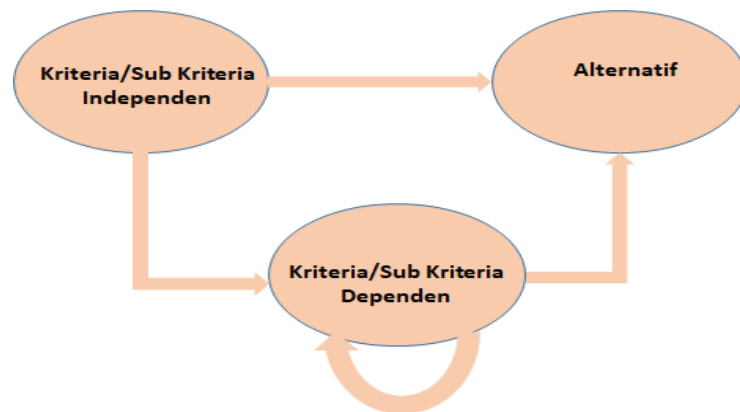 Kriteria/Sub Kriteria
Independen
Alternatif
Kriteria/Sub Kriteria
Dependen